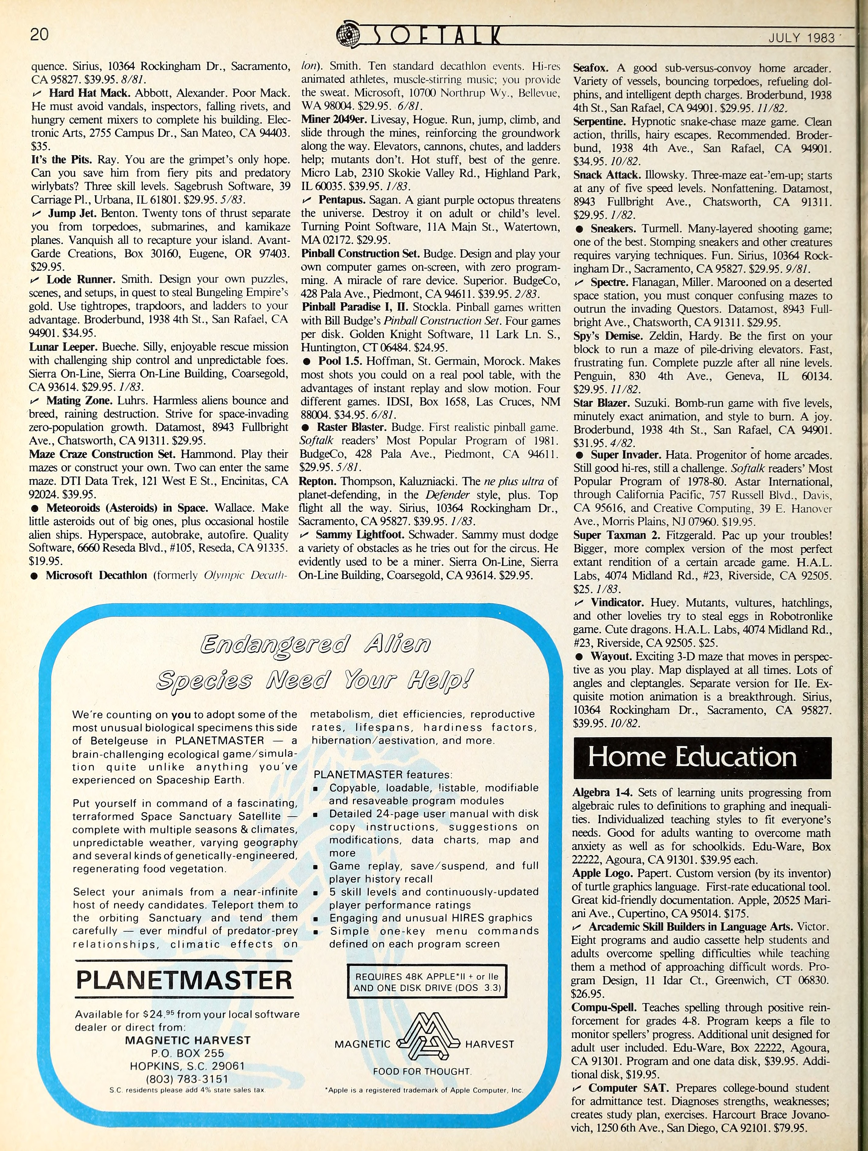 20
SOFTALK
JULY 1983
quence. Sirius, 10364 Rockingham Dr., Sacramento,
CA 95827. $39.95. 8/81.
✓ Hard Hat Mack. Abbott, Alexander. Poor Mack.
He must avoid vandals, inspectors, falling rivets, and
hungry cement mixers to complete his building. Elec-
tronic Arts, 2755 Campus Dr., San Mateo, CA 94403.
$35.
It's the Pits. Ray. You are the grimpet's only hope.
Can you save him from fiery pits and predatory
wirlybats? Three skill levels. Sagebrush Software, 39
Carriage Pl., Urbana, IL 61801. $29.95. 5/83.
✓ Jump Jet. Benton. Twenty tons of thrust separate
you from torpedoes, submarines, and kamikaze
planes. Vanquish all to recapture your island. Avant-
Garde Creations, Box 30160, Eugene, OR 97403.
$29.95.
✓ Lode Runner. Smith. Design your own puzzles,
scenes, and setups, in quest to steal Bungeling Empire's
gold. Use tightropes, trapdoors, and ladders to your
advantage. Broderbund, 1938 4th St., San Rafael, CA
94901. $34.95.
Lunar Leeper. Bueche. Silly, enjoyable rescue mission
with challenging ship control and unpredictable foes.
Sierra On-Line, Sierra On-Line Building, Coarsegold,
CA 93614. $29.95. 1/83.
✓ Mating Zone. Luhrs. Harmless aliens bounce and
breed, raining destruction. Strive for space-invading
zero-population growth. Datamost, 8943 Fullbright
Ave., Chatsworth, CA 91311. $29.95.
Maze Craze Construction Set. Hammond. Play their
mazes or construct your own. Two can enter the same
maze. DTI Data Trek, 121 West E St., Encinitas, CA
92024. $39.95.
● Meteoroids (Asteroids) in Space. Wallace. Make
little asteroids out of big ones, plus occasional hostile
alien ships. Hyperspace, autobrake, autofire. Quality
Software, 6660 Reseda Blvd., #105, Reseda, CA 91335.
$19.95.
● Microsoft Decathlon (formerly Olympic Decath-
lon). Smith. Ten standard decathlon events. Hi-res
animated athletes, muscle-stirring music; you provide
the sweat. Microsoft, 10700 Northrup Wy., Bellevue,
WA 98004. $29.95. 6/81.
Miner 2049er. Livesay, Hogue. Run, jump, climb, and
slide through the mines, reinforcing the groundwork
along the way. Elevators, cannons, chutes, and ladders
help; mutants don't. Hot stuff, best of the genre.
Micro Lab, 2310 Skokie Valley Rd., Highland Park,
IL 60035. $39.95. 1/83.
✓ Pentapus. Sagan. A giant purple octopus threatens
the universe. Destroy it on adult or child's level.
Turning Point Software, 11A Main St., Watertown,
MA 02172. $29.95.
Pinball Construction Set. Budge. Design and play your
own computer games on-screen, with zero program-
ming. A miracle of rare device. Superior. BudgeCo,
428 Pala Ave., Piedmont, CA 94611. $39.95. 2/83.
Pinball Paradise I, II. Stockla. Pinball games written
with Bill Budge's Pinball Construction Set. Four games
per disk. Golden Knight Software, 11 Lark Ln. S.,
Huntington, CT 06484. $24.95.
● Pool 1.5. Hoffman, St. Germain, Morock. Makes
most shots you could on a real pool table, with the
advantages of instant replay and slow motion. Four
different games. IDSI, Box 1658, Las Cruces, NM
88004. $34.95. 6/81.
● Raster Blaster. Budge. First realistic pinball game.
Softalk readers' Most Popular Program of 1981.
BudgeCo, 428 Pala Ave., Piedmont, CA 94611.
$29.95. 5/81.
Repton. Thompson, Kaluzniacki. The ne plus ultra of
planet-defending, in the Defender style, plus. Top
flight all the way. Sirius, 10364 Rockingham Dr.,
Sacramento, CA 95827. $39.95. 1/83.
✓ Sammy Lightfoot. Schwader. Sammy must dodge
a variety of obstacles as he tries out for the circus. He
evidently used to be a miner. Sierra On-Line, Sierra
On-Line Building, Coarsegold, CA 93614. $29.95.
Seafox. A good sub-versus-convoy home arcader.
Variety of vessels, bouncing torpedoes, refueling dol-
phins, and intelligent depth charges. Broderbund, 1938
4th St., San Rafael, CA 94901. $29.95. 11/82.
Serpentine. Hypnotic snake-chase maze game. Clean
action, thrills, hairy escapes. Recommended. Broder-
bund, 1938 4th Ave., San Rafael, CA 94901.
$34.95. 10/82.
Snack Attack. Illowsky. Three-maze eat-'em-up; starts
at any of five speed levels. Nonfattening. Datamost,
8943 Fullbright Ave., Chatsworth, CA 91311.
$29.95. 1/82.
● Sneakers. Turmell. Many-layered shooting game;
one of the best. Stomping sneakers and other creatures
requires varying techniques. Fun. Sirius, 10364 Rock-
ingham Dr., Sacramento, CA 95827. $29.95. 9/81.
✓ Spectre. Flanagan, Miller. Marooned on a deserted
space station, you must conquer confusing mazes to
outrun the invading Questors. Datamost, 8943 Full-
bright Ave., Chatsworth, CA 91311. $29.95.
Spy's Demise. Zeldin, Hardy. Be the first on your
block to run a maze of pile-driving elevators. Fast,
frustrating fun. Complete puzzle after all nine levels.
Penguin, 830 4th Ave., Geneva, IL 60134.
$29.95. 11/82.
Star Blazer. Suzuki. Bomb-run game with five levels,
minutely exact animation, and style to burn. A joy.
Broderbund, 1938 4th St., San Rafael, CA 94901.
$31.95. 4/82.
● Super Invader. Hata. Progenitor of home arcades.
Still good hi-res, still a challenge. Softalk readers' Most
Popular Program of 1978-80. Astar International,
through California Pacific, 757 Russell Blvd., Davis,
CA 95616, and Creative Computing, 39 E. Hanover
Ave., Morris Plains, NJ 07960. $19.95.
Super Taxman 2. Fitzgerald. Pac up your troubles!
Bigger, more complex version of the most perfect
extant rendition of a certain arcade game. H.A.L.
Labs, 4074 Midland Rd., #23, Riverside, CA 92505.
$25. 1/83.
✓ Vindicator. Huey. Mutants, vultures, hatchlings,
and other lovelies try to steal eggs in Robotronlike
game. Cute dragons. H.A.L. Labs, 4074 Midland Rd.,
#23, Riverside, CA 92505. $25.
● Wayout. Exciting 3-D maze that moves in perspec-
tive as you play. Map displayed at all times. Lots of
angles and cleptangles. Separate version for IIe. Ex-
quisite motion animation is a breakthrough. Sirius,
10364 Rockingham Dr., Sacramento, CA 95827.
$39.95. 10/82.
Home Education
Algebra 1-4. Sets of learning units progressing from
algebraic rules to definitions to graphing and inequali-
ties. Individualized teaching styles to fit everyone's
needs. Good for adults wanting to overcome math
anxiety as well as for schoolkids. Edu-Ware, Box
22222, Agoura, CA 91301. $39.95 each.
Apple Logo. Papert. Custom version (by its inventor)
of turtle graphics language. First-rate educational tool.
Great kid-friendly documentation. Apple, 20525 Mari-
ani Ave., Cupertino, CA 95014. $175.
✓ Arcademic Skill Builders in Language Arts. Victor.
Eight programs and audio cassette help students and
adults overcome spelling difficulties while teaching
them a method of approaching difficult words. Pro-
gram Design, 11 Idar Ct., Greenwich, CT 06830.
$26.95.
Compu-Spell. Teaches spelling through positive rein-
forcement for grades 4-8. Program keeps a file to
monitor spellers' progress. Additional unit designed for
adult user included. Edu-Ware, Box 22222, Agoura,
CA 91301. Program and one data disk, $39.95. Addi-
tional disk, $19.95.
✓ Computer SAT. Prepares college-bound student
for admittance test. Diagnoses strengths, weaknesses;
creates study plan, exercises. Harcourt Brace Jovano-
vich, 1250 6th Ave., San Diego, CA 92101. $79.95.
Endangered Alien
Species Need Your Help!
We're counting on you to adopt some of the
most unusual biological specimens this side
of Betelgeuse in PLANETMASTER — a
brain-challenging ecological game/simula-
tion quite unlike anything you've
experienced on Spaceship Earth.
Put yourself in command of a fascinating,
terraformed Space Sanctuary Satellite —
complete with multiple seasons & climates,
unpredictable weather, varying geography
and several kinds of genetically-engineered,
regenerating food vegetation.
Select your animals from a near-infinite
host of needy candidates. Teleport them to
the orbiting Sanctuary and tend them
carefully — ever mindful of predator-prey
relationships, climatic effects on
metabolism, diet efficiencies, reproductive
rates, lifespans, hardiness factors,
hibernation/aestivation, and more.
PLANETMASTER features:
▪ Copyable, loadable, listable, modifiable
and resaveable program modules
▪ Detailed 24-page user manual with disk
copy instructions, suggestions on
modifications, data charts, map and
more
▪ Game replay, save/suspend, and full
player history recall
▪ 5 skill levels and continuously-updated
player performance ratings
▪ Engaging and unusual HIRES graphics
▪ Simple one-key menu commands
defined on each program screen
PLANETMASTER
REQUIRES 48K APPLE*II + or IIe
AND ONE DISK DRIVE (DOS 3.3)
Available for $24.95 from your local software
dealer or direct from:
MAGNETIC HARVEST
P.O. BOX 255
HOPKINS, S.C. 29061
(803) 783-3151
S.C. residents please add 4% state sales tax.
MAGNETIC HARVEST
FOOD FOR THOUGHT.
*Apple is a registered trademark of Apple Computer, Inc.